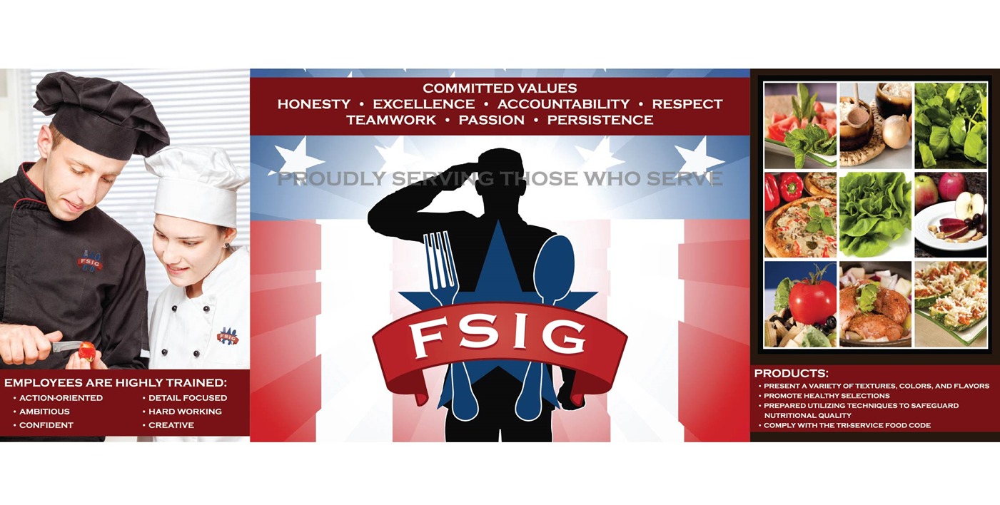 COMMITTED VALUES
HONESTY • EXCELLENCE • ACCOUNTABILITY • RESPECT
TEAMWORK • PASSION • PERSISTENCE
PROUDLY SERVING THOSE WHO SERVE
FSIG
FSIG
FSIG
EMPLOYEES ARE HIGHLY TRAINED:
• ACTION-ORIENTED
• AMBITIOUS
• CONFIDENT
• DETAIL FOCUSED
• HARD WORKING
• CREATIVE
PRODUCTS:
• PRESENT A VARIETY OF TEXTURES, COLORS, AND FLAVORS
• PROMOTE HEALTHY SELECTIONS
• PREPARED UTILIZING TECHNIQUES TO SAFEGUARD
NUTRITIONAL QUALITY
• COMPLY WITH THE TRI-SERVICE FOOD CODE